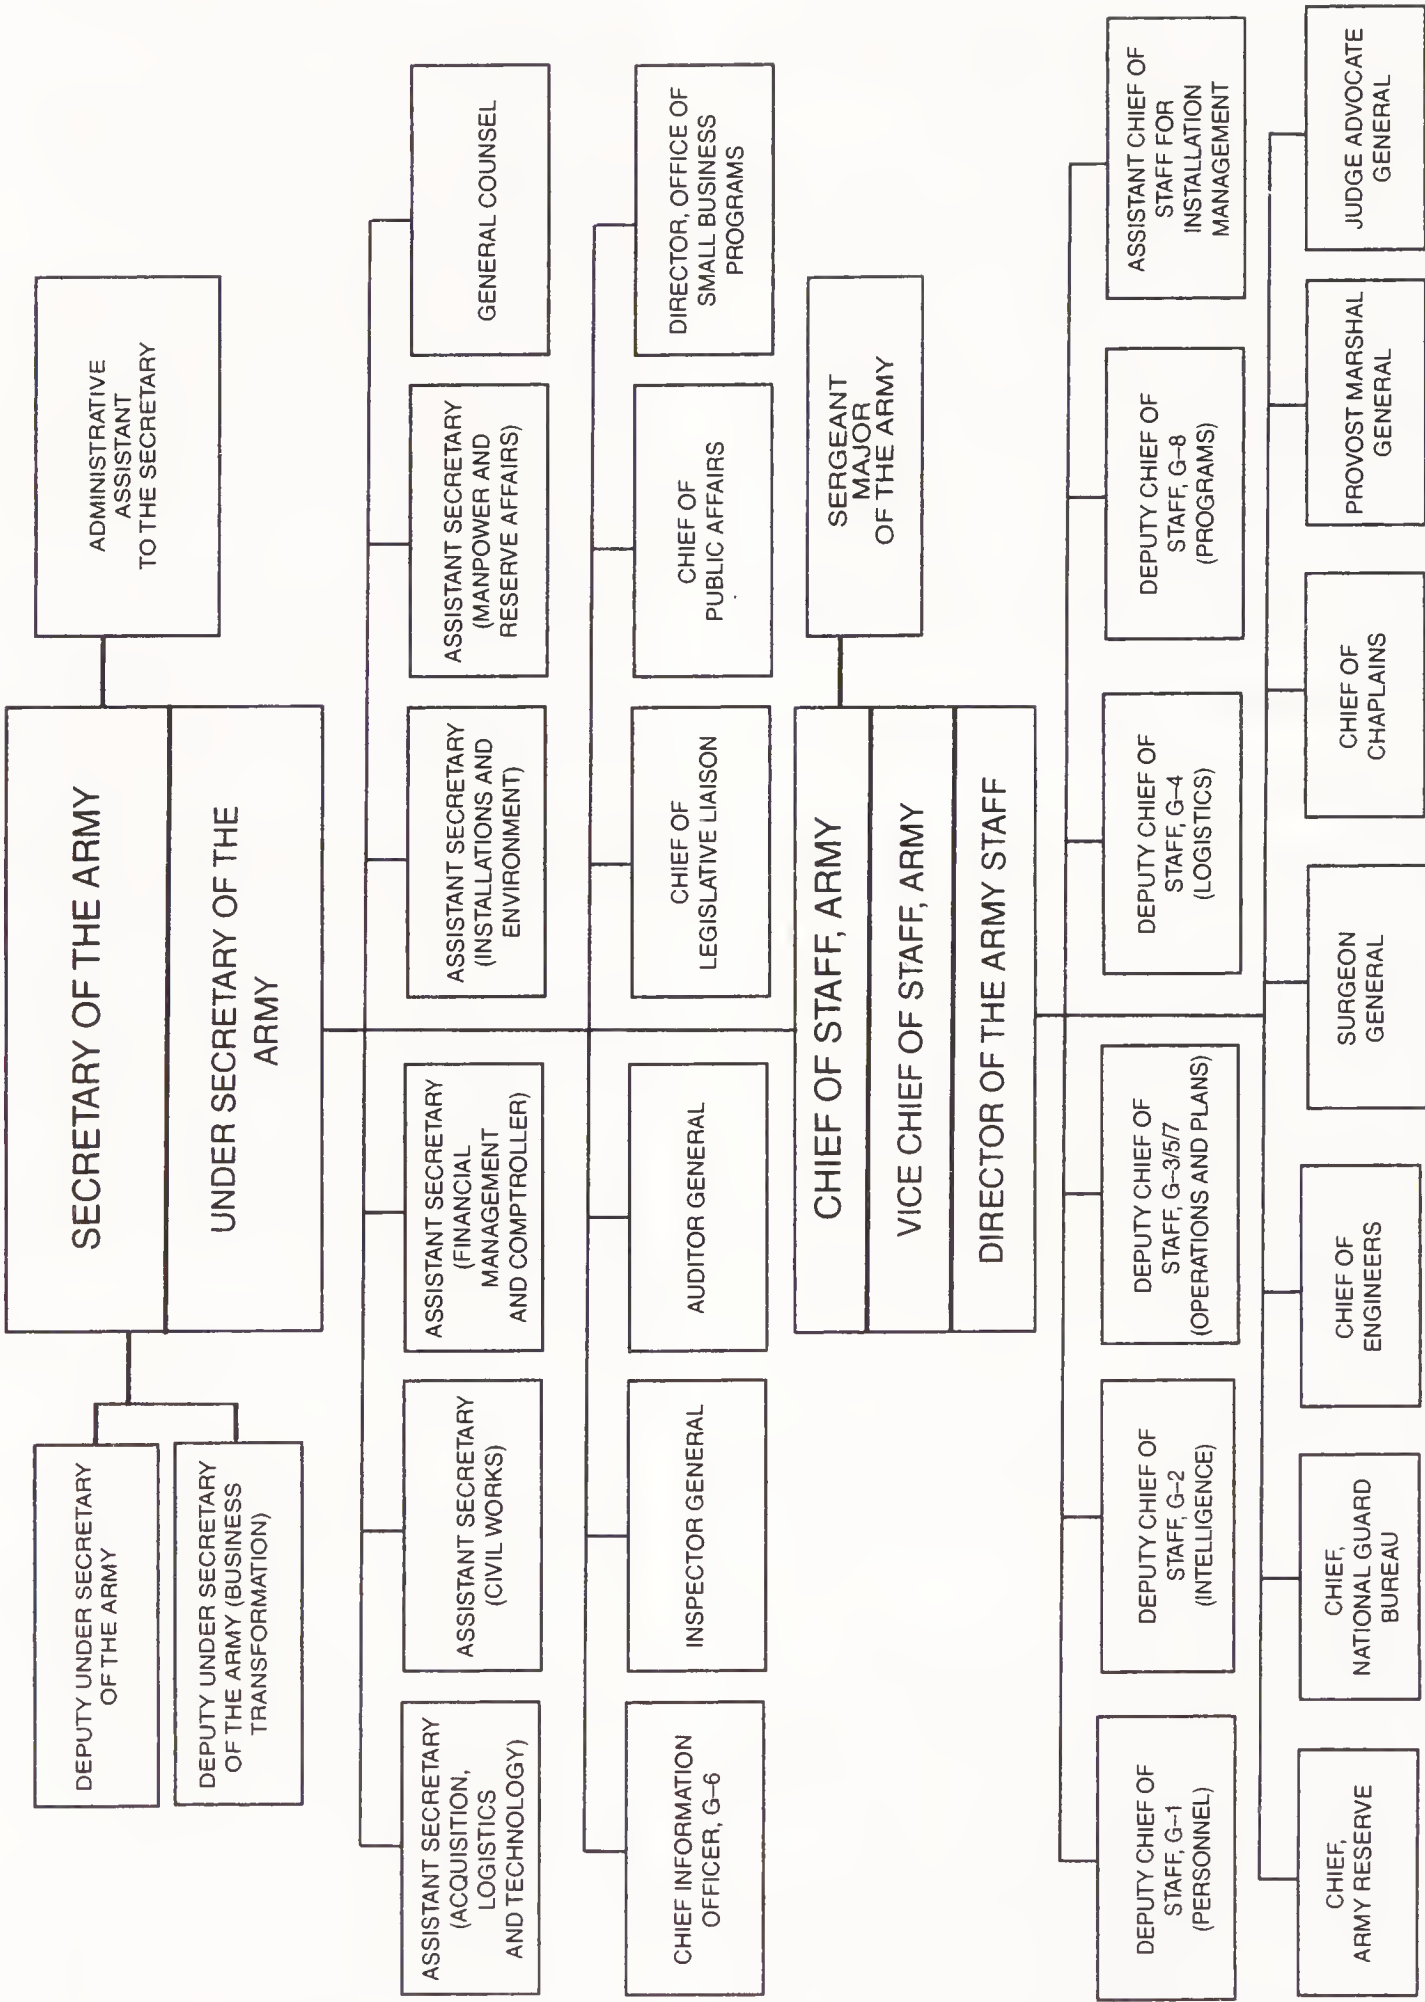 SECRETARY OF THE ARMY
UNDER SECRETARY OF THE
ARMY
DEPUTY UNDER SECRETARY
OF THE ARMY
DEPUTY UNDER SECRETARY
OF THE ARMY (BUSINESS
TRANSFORMATION)
ADMINISTRATIVE
ASSISTANT
TO THE SECRETARY
ASSISTANT SECRETARY
(ACQUISITION,
LOGISTICS
AND TECHNOLOGY)
ASSISTANT SECRETARY
(CIVIL WORKS)
ASSISTANT SECRETARY
(FINANCIAL
MANAGEMENT
AND COMPTROLLER)
ASSISTANT SECRETARY
(INSTALLATIONS AND
ENVIRONMENT)
ASSISTANT SECRETARY
(MANPOWER AND
RESERVE AFFAIRS)
GENERAL COUNSEL
CHIEF INFORMATION
OFFICER, G–6
INSPECTOR GENERAL
AUDITOR GENERAL
CHIEF OF
LEGISLATIVE LIAISON
CHIEF OF
PUBLIC AFFAIRS
DIRECTOR, OFFICE OF
SMALL BUSINESS
PROGRAMS
CHIEF OF STAFF, ARMY
VICE CHIEF OF STAFF, ARMY
DIRECTOR OF THE ARMY STAFF
SERGEANT
MAJOR
OF THE ARMY
DEPUTY CHIEF OF
STAFF, G–1
(PERSONNEL)
DEPUTY CHIEF OF
STAFF, G–2
(INTELLIGENCE)
DEPUTY CHIEF OF
STAFF, G–3/5/7
(OPERATIONS AND PLANS)
DEPUTY CHIEF OF
STAFF, G–4
(LOGISTICS)
DEPUTY CHIEF OF
STAFF, G–8
(PROGRAMS)
ASSISTANT CHIEF OF
STAFF FOR
INSTALLATION
MANAGEMENT
CHIEF,
ARMY RESERVE
CHIEF,
NATIONAL GUARD
BUREAU
CHIEF OF
ENGINEERS
SURGEON
GENERAL
CHIEF OF
CHAPLAINS
PROVOST MARSHAL
GENERAL
JUDGE ADVOCATE
GENERAL